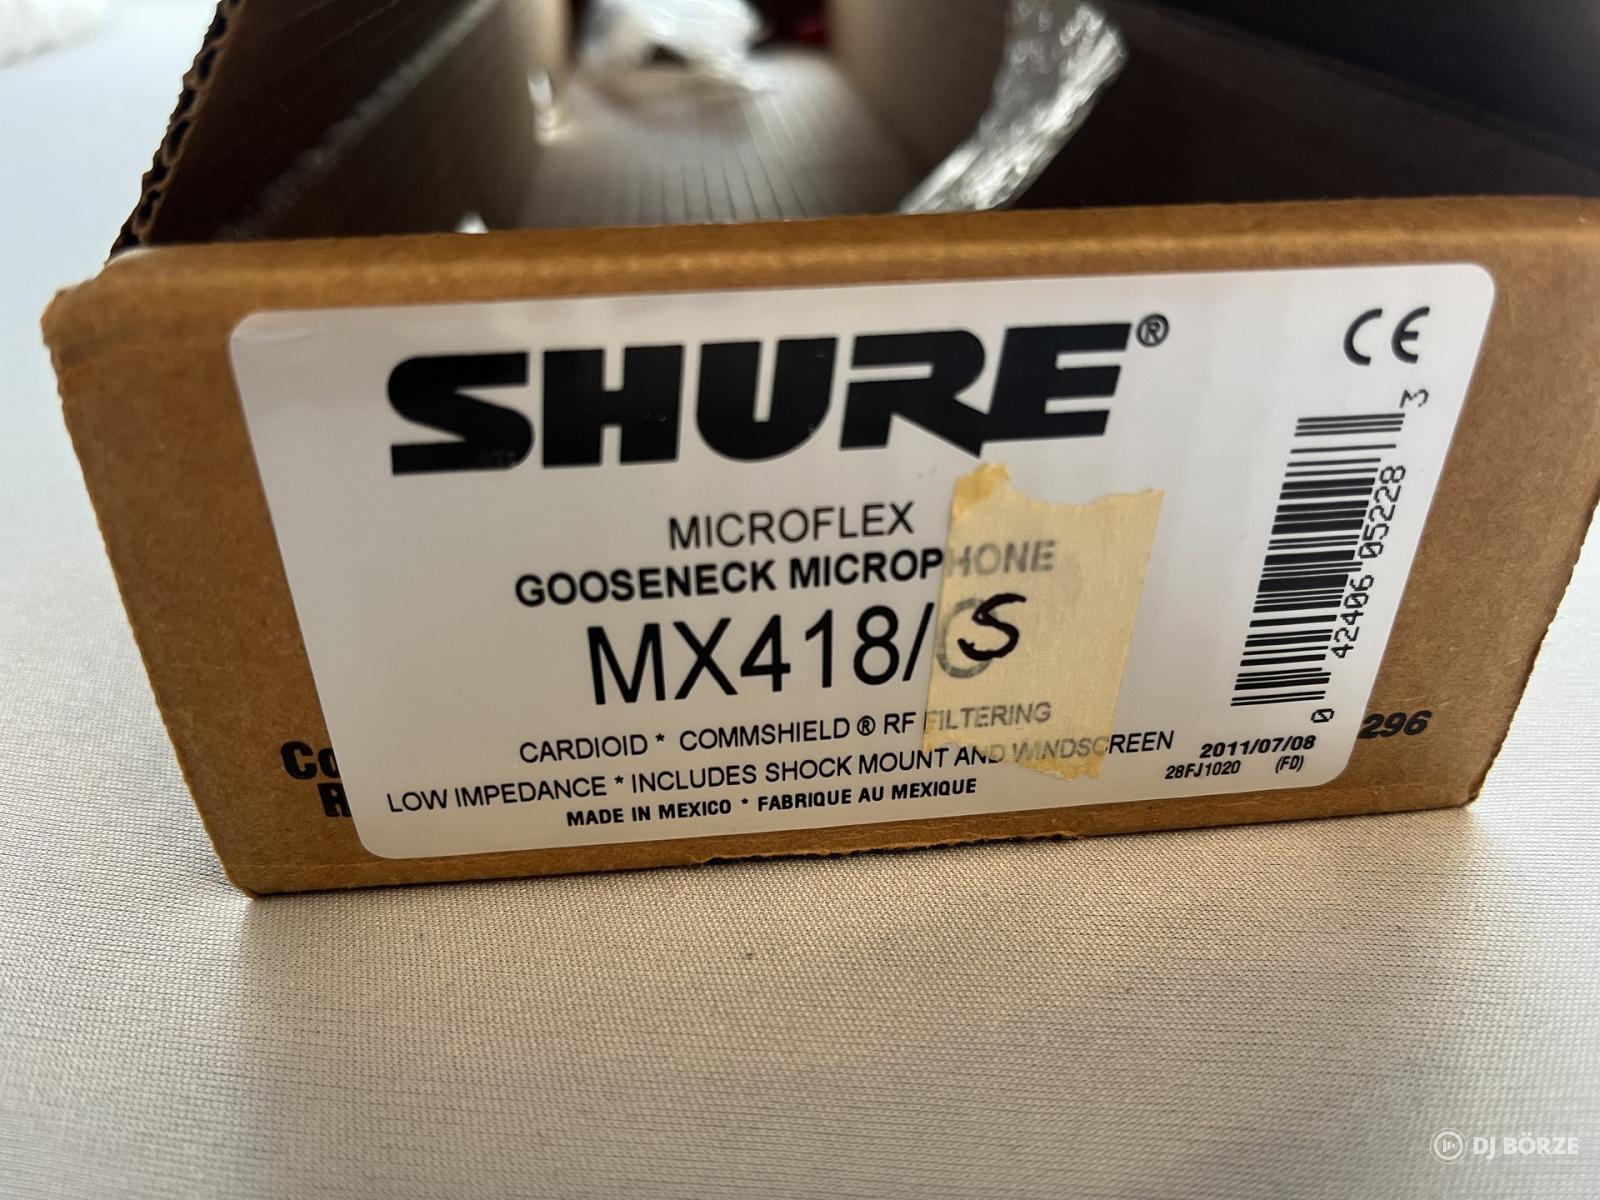 SHURE®
MICROFLEX
GOOSENECK MICROPHONE
MX418/S
CARDIOID * COMMSHIELD ® RF FILTERING
LOW IMPEDANCE * INCLUDES SHOCK MOUNT AND WINDSCREEN
MADE IN MEXICO * FABRIQUE AU MEXIQUE
CE
0 42406 05228 3
2011/07/08
28FJ1020 (FD)
Co
R
296
DJ BÖRZE